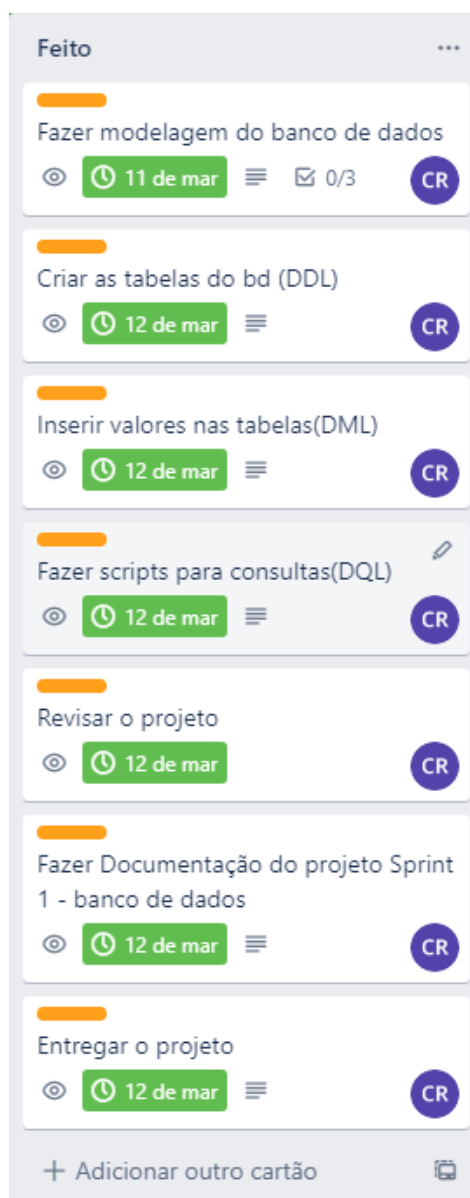 Feito
Fazer modelagem do banco de dados
11 de mar 0/3 CR
Criar as tabelas do bd (DDL)
12 de mar CR
Inserir valores nas tabelas(DML)
12 de mar CR
Fazer scripts para consultas(DQL)
12 de mar CR
Revisar o projeto
12 de mar CR
Fazer Documentação do projeto Sprint
1 - banco de dados
12 de mar CR
Entregar o projeto
12 de mar CR
+ Adicionar outro cartão